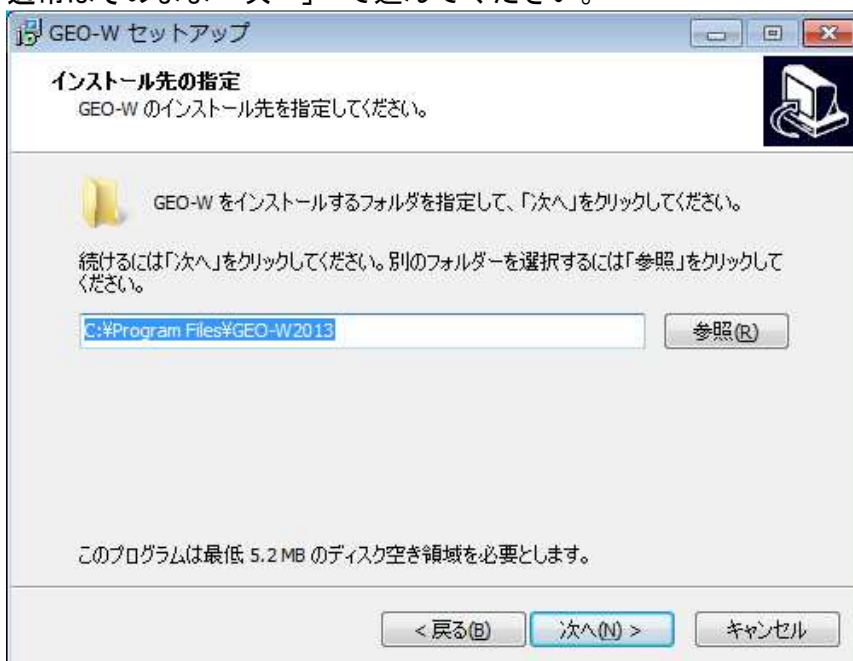 GEO-W セットアップ
インストール先の指定
GEO-W のインストール先を指定してください。
GEO-W をインストールするフォルダを指定して、「次へ」をクリックしてください。
続けるには「次へ」をクリックしてください。別のフォルダーを選択するには「参照」をクリックして
ください。
C:¥Program Files¥GEO-W2013
参照(R)
このプログラムは最低 5.2 MB のディスク空き領域を必要とします。
< 戻る(B)
次へ(N) >
キャンセル